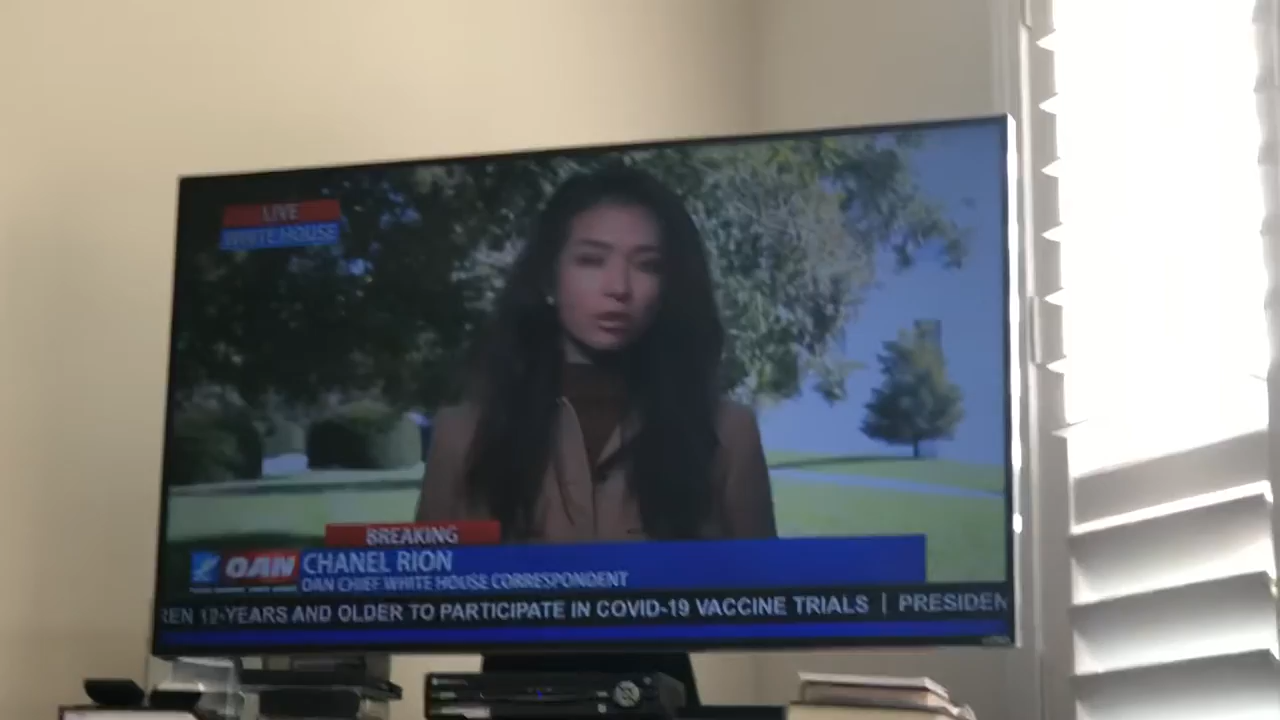 LIVE
WHITE HOUSE
BREAKING
OAN
CHANEL RION
OAN CHIEF WHITE HOUSE CORRESPONDENT
REN 12-YEARS AND OLDER TO PARTICIPATE IN COVID-19 VACCINE TRIALS | PRESIDEN